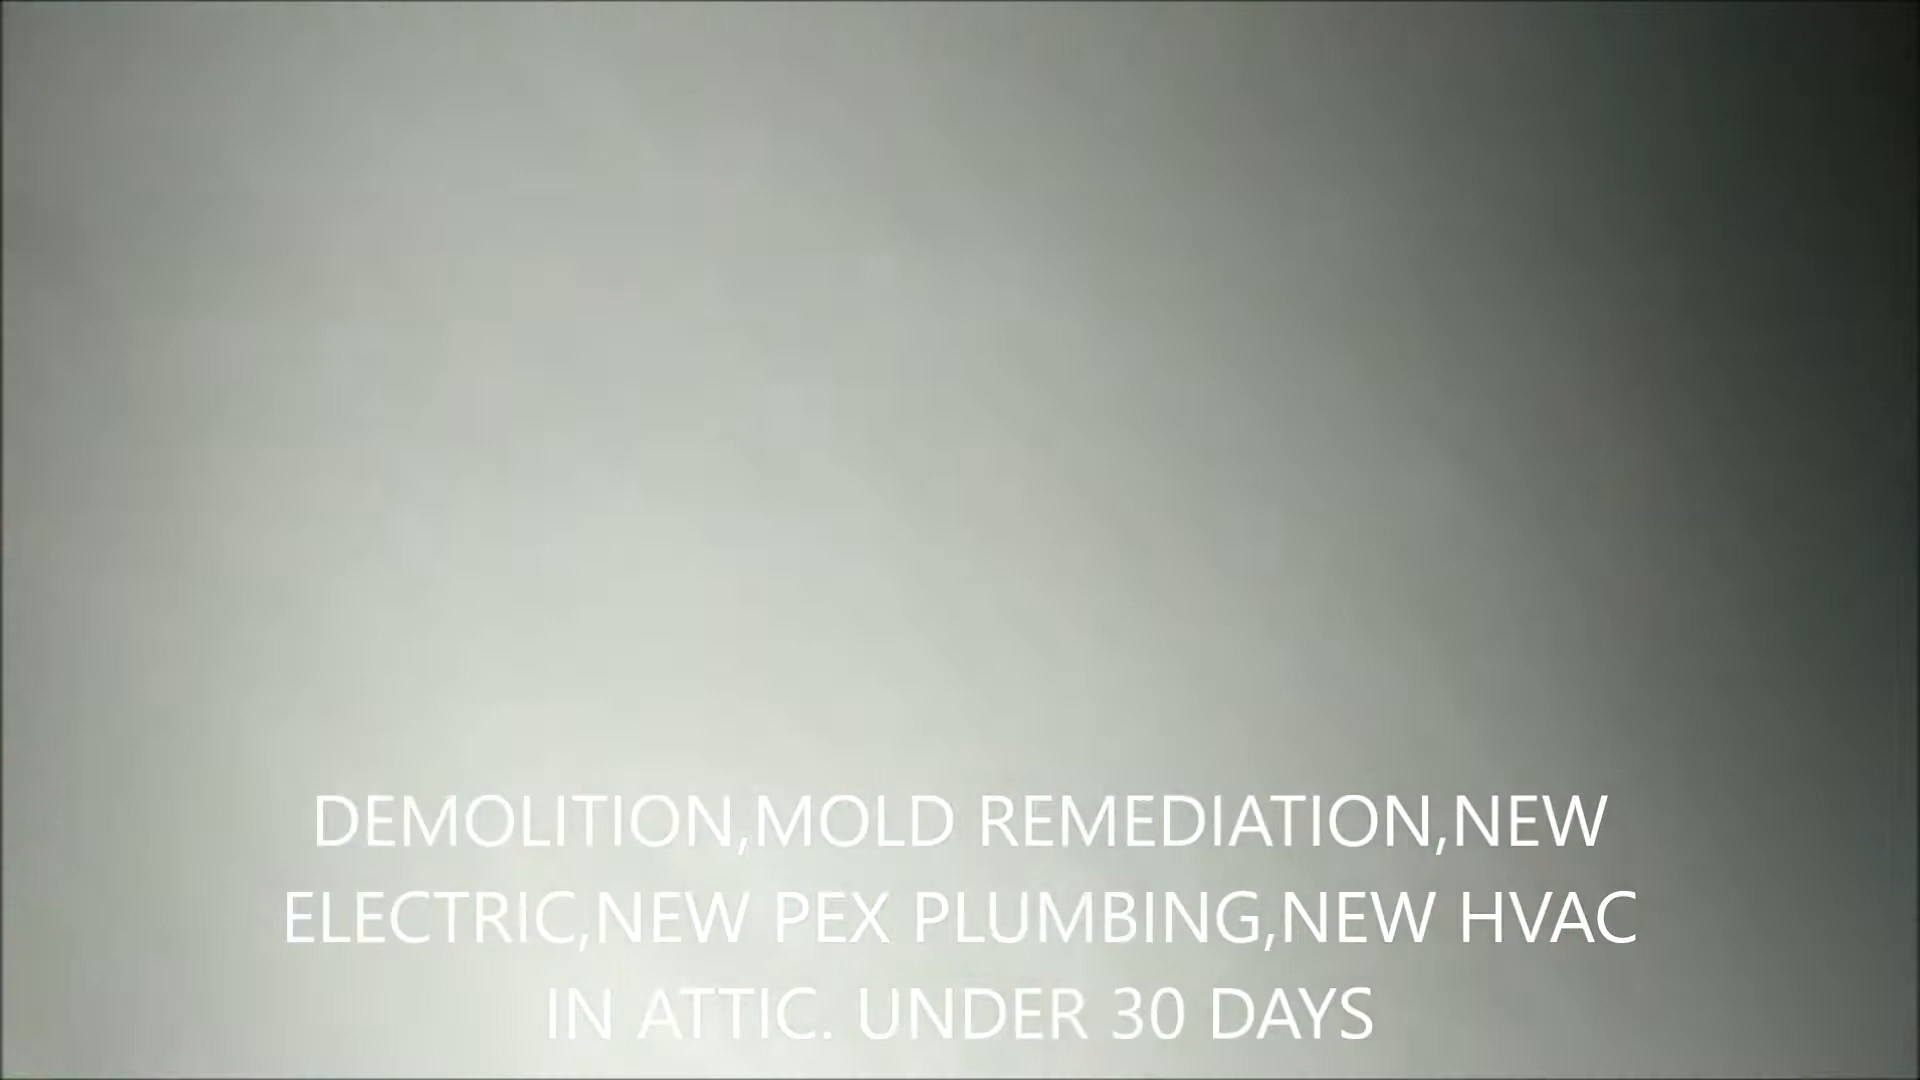 DEMOLITION,MOLD REMEDIATION,NEW
ELECTRIC,NEW PEX PLUMBING,NEW HVAC
IN ATTIC. UNDER 30 DAYS